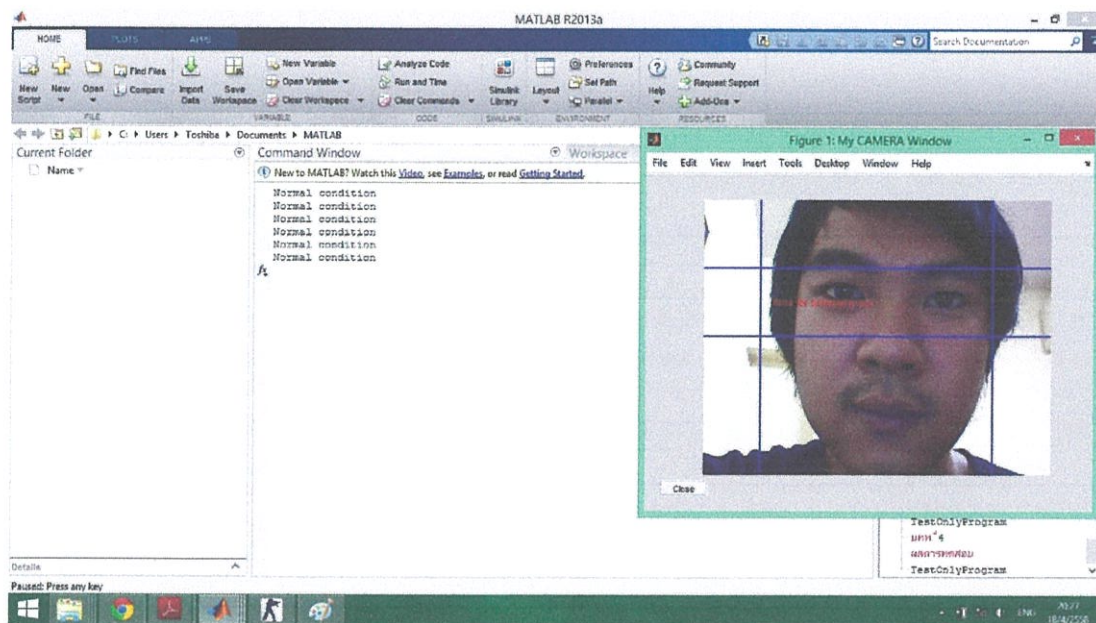 MATLAB R2013a
HOME PLOTS APPS
Search Documentation
New Script
New
Open
Find Files
Compare
Import Data
Save Workspace
New Variable
Open Variable
Clear Workspace
Analyze Code
Run and Time
Clear Commands
Simulink Library
Layout
Preferences
Set Path
Parallel
Help
Community
Request Support
Add-Ons
FILE VARIABLE CODE SIMULINK ENVIRONMENT RESOURCES
C: Users Toshiba Documents MATLAB
Current Folder
Name
Command Window
Workspace
New to MATLAB? Watch this Video, see Examples, or read Getting Started.
Normal condition
Normal condition
Normal condition
Normal condition
Normal condition
Normal condition
fx
Figure 1: My CAMERA Window
File Edit View Insert Tools Desktop Window Help
Close
TestOnlyProgram
TestOnlyProgram
Details
Paused: Press any key
ENG
20:27